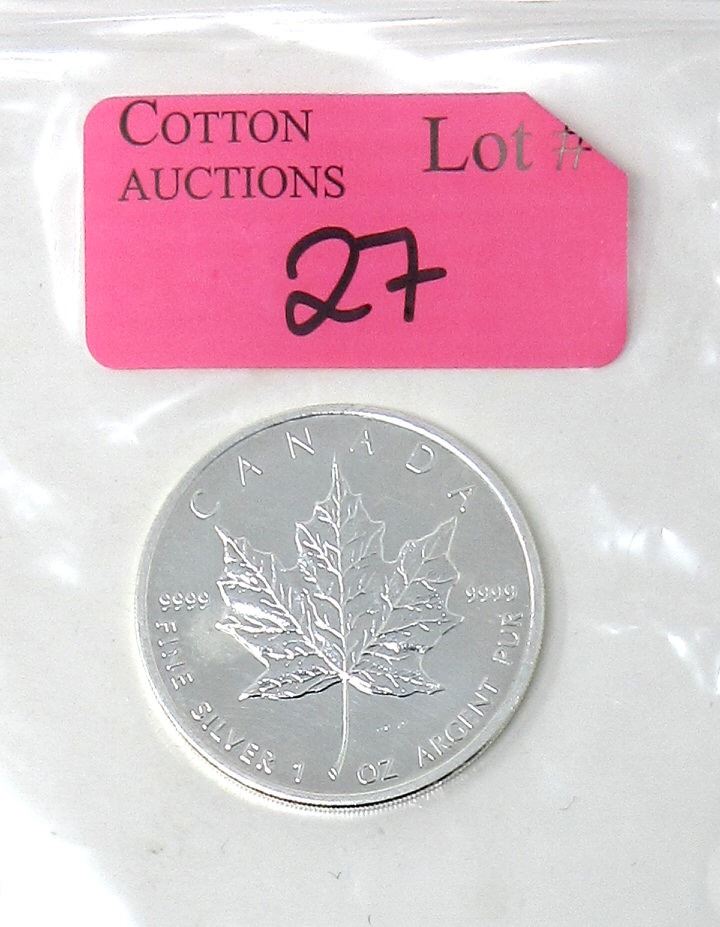 COTTON
AUCTIONS
Lot #
27
CANADA
9999 9999
FINE SILVER 1 OZ ARGENT PUR